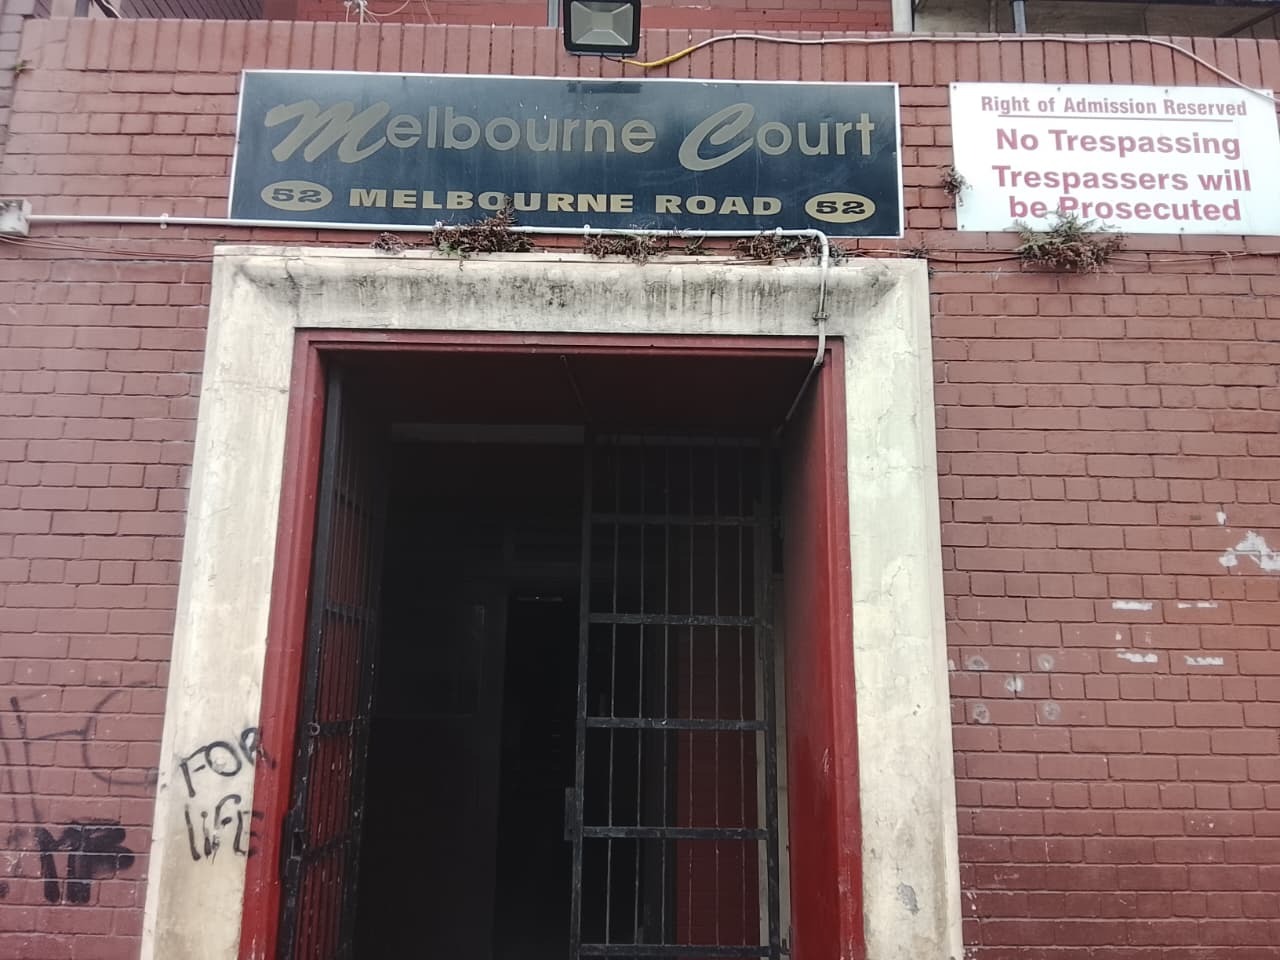 Melbourne Court
52 MELBOURNE ROAD 52
Right of Admission Reserved
No Trespassing
Trespassers will
be Prosecuted
FOR
LIFE